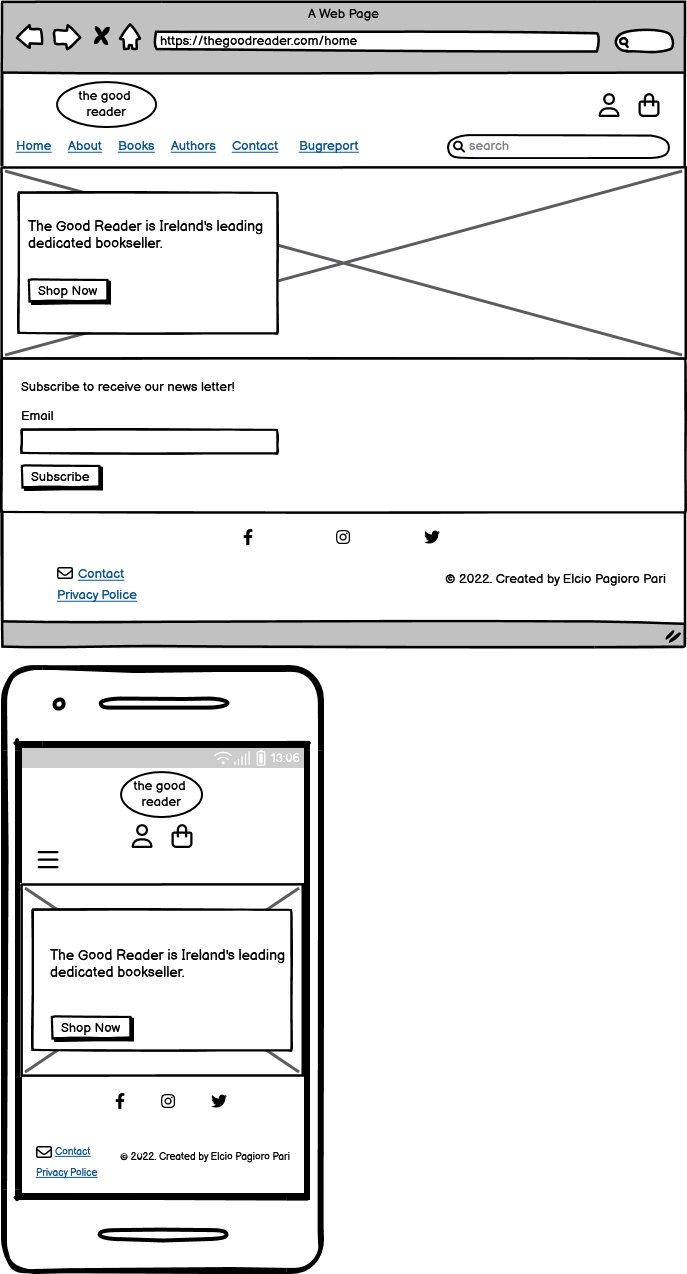 A Web Page
https://thegoodreader.com/home
the good
reader
Home About Books Authors Contact Bugreport
search
The Good Reader is Ireland's leading
dedicated bookseller.
Shop Now
Subscribe to receive our news letter!
Email
Subscribe
Contact
© 2022. Created by Elcio Pagioro Pari
Privacy Police
13:06
the good
reader
The Good Reader is Ireland's leading
dedicated bookseller.
Shop Now
Contact
© 2022. Created by Elcio Pagioro Pari
Privacy Police